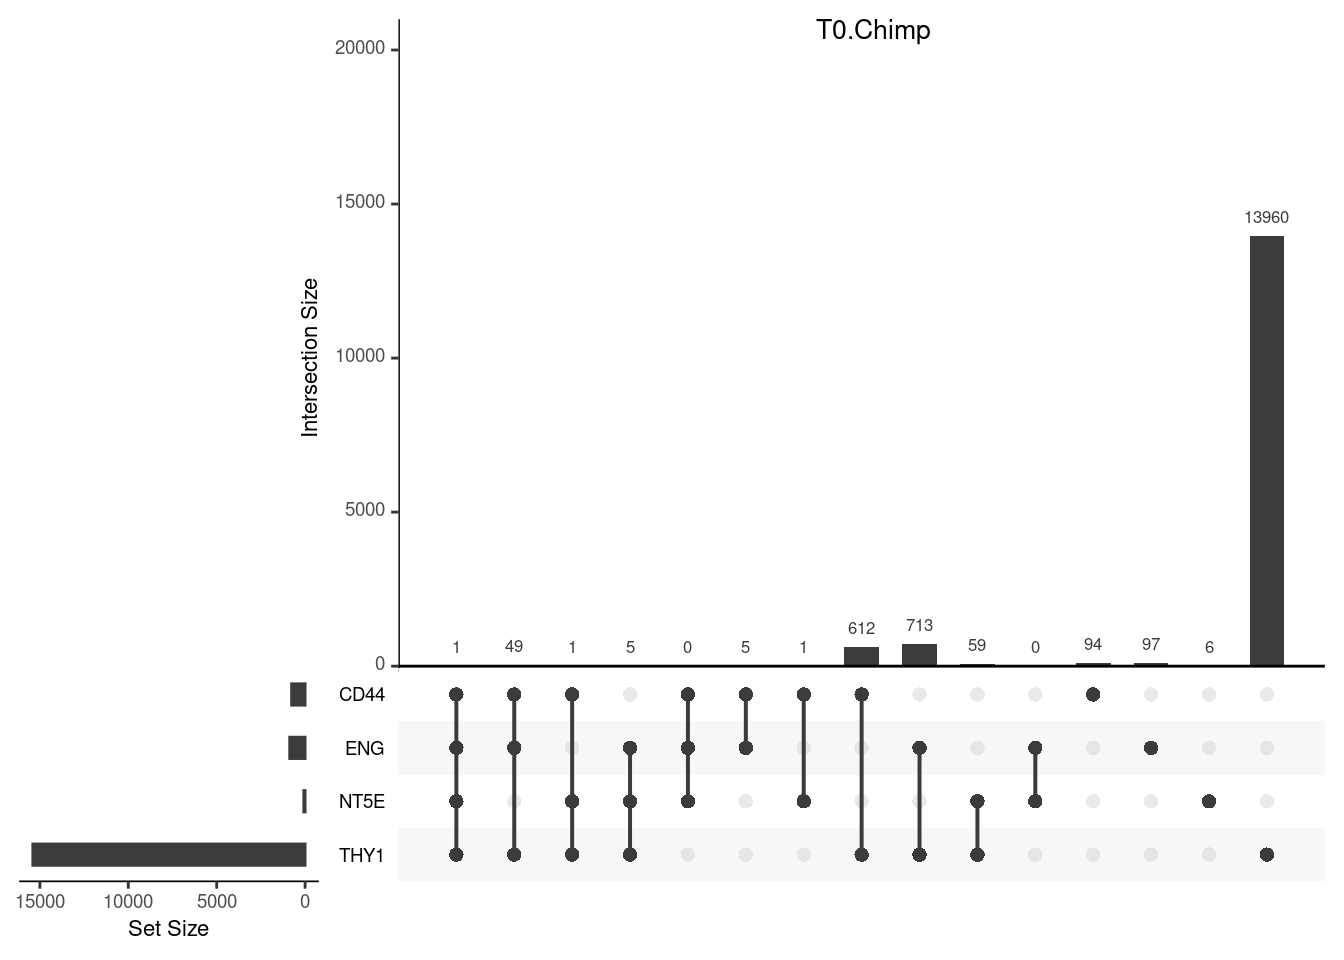 T0.Chimp
20000
15000
10000
5000
0
Intersection Size
13960
1 49 1 5 0 5 1 612 713 59 0 94 97 6
CD44
ENG
NT5E
THY1
15000 10000 5000 0
Set Size